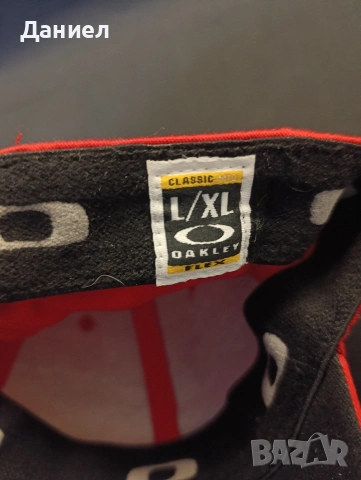 Даниел
CLASSIC
L/XL
OAKLEY
FLEX
BAZAR